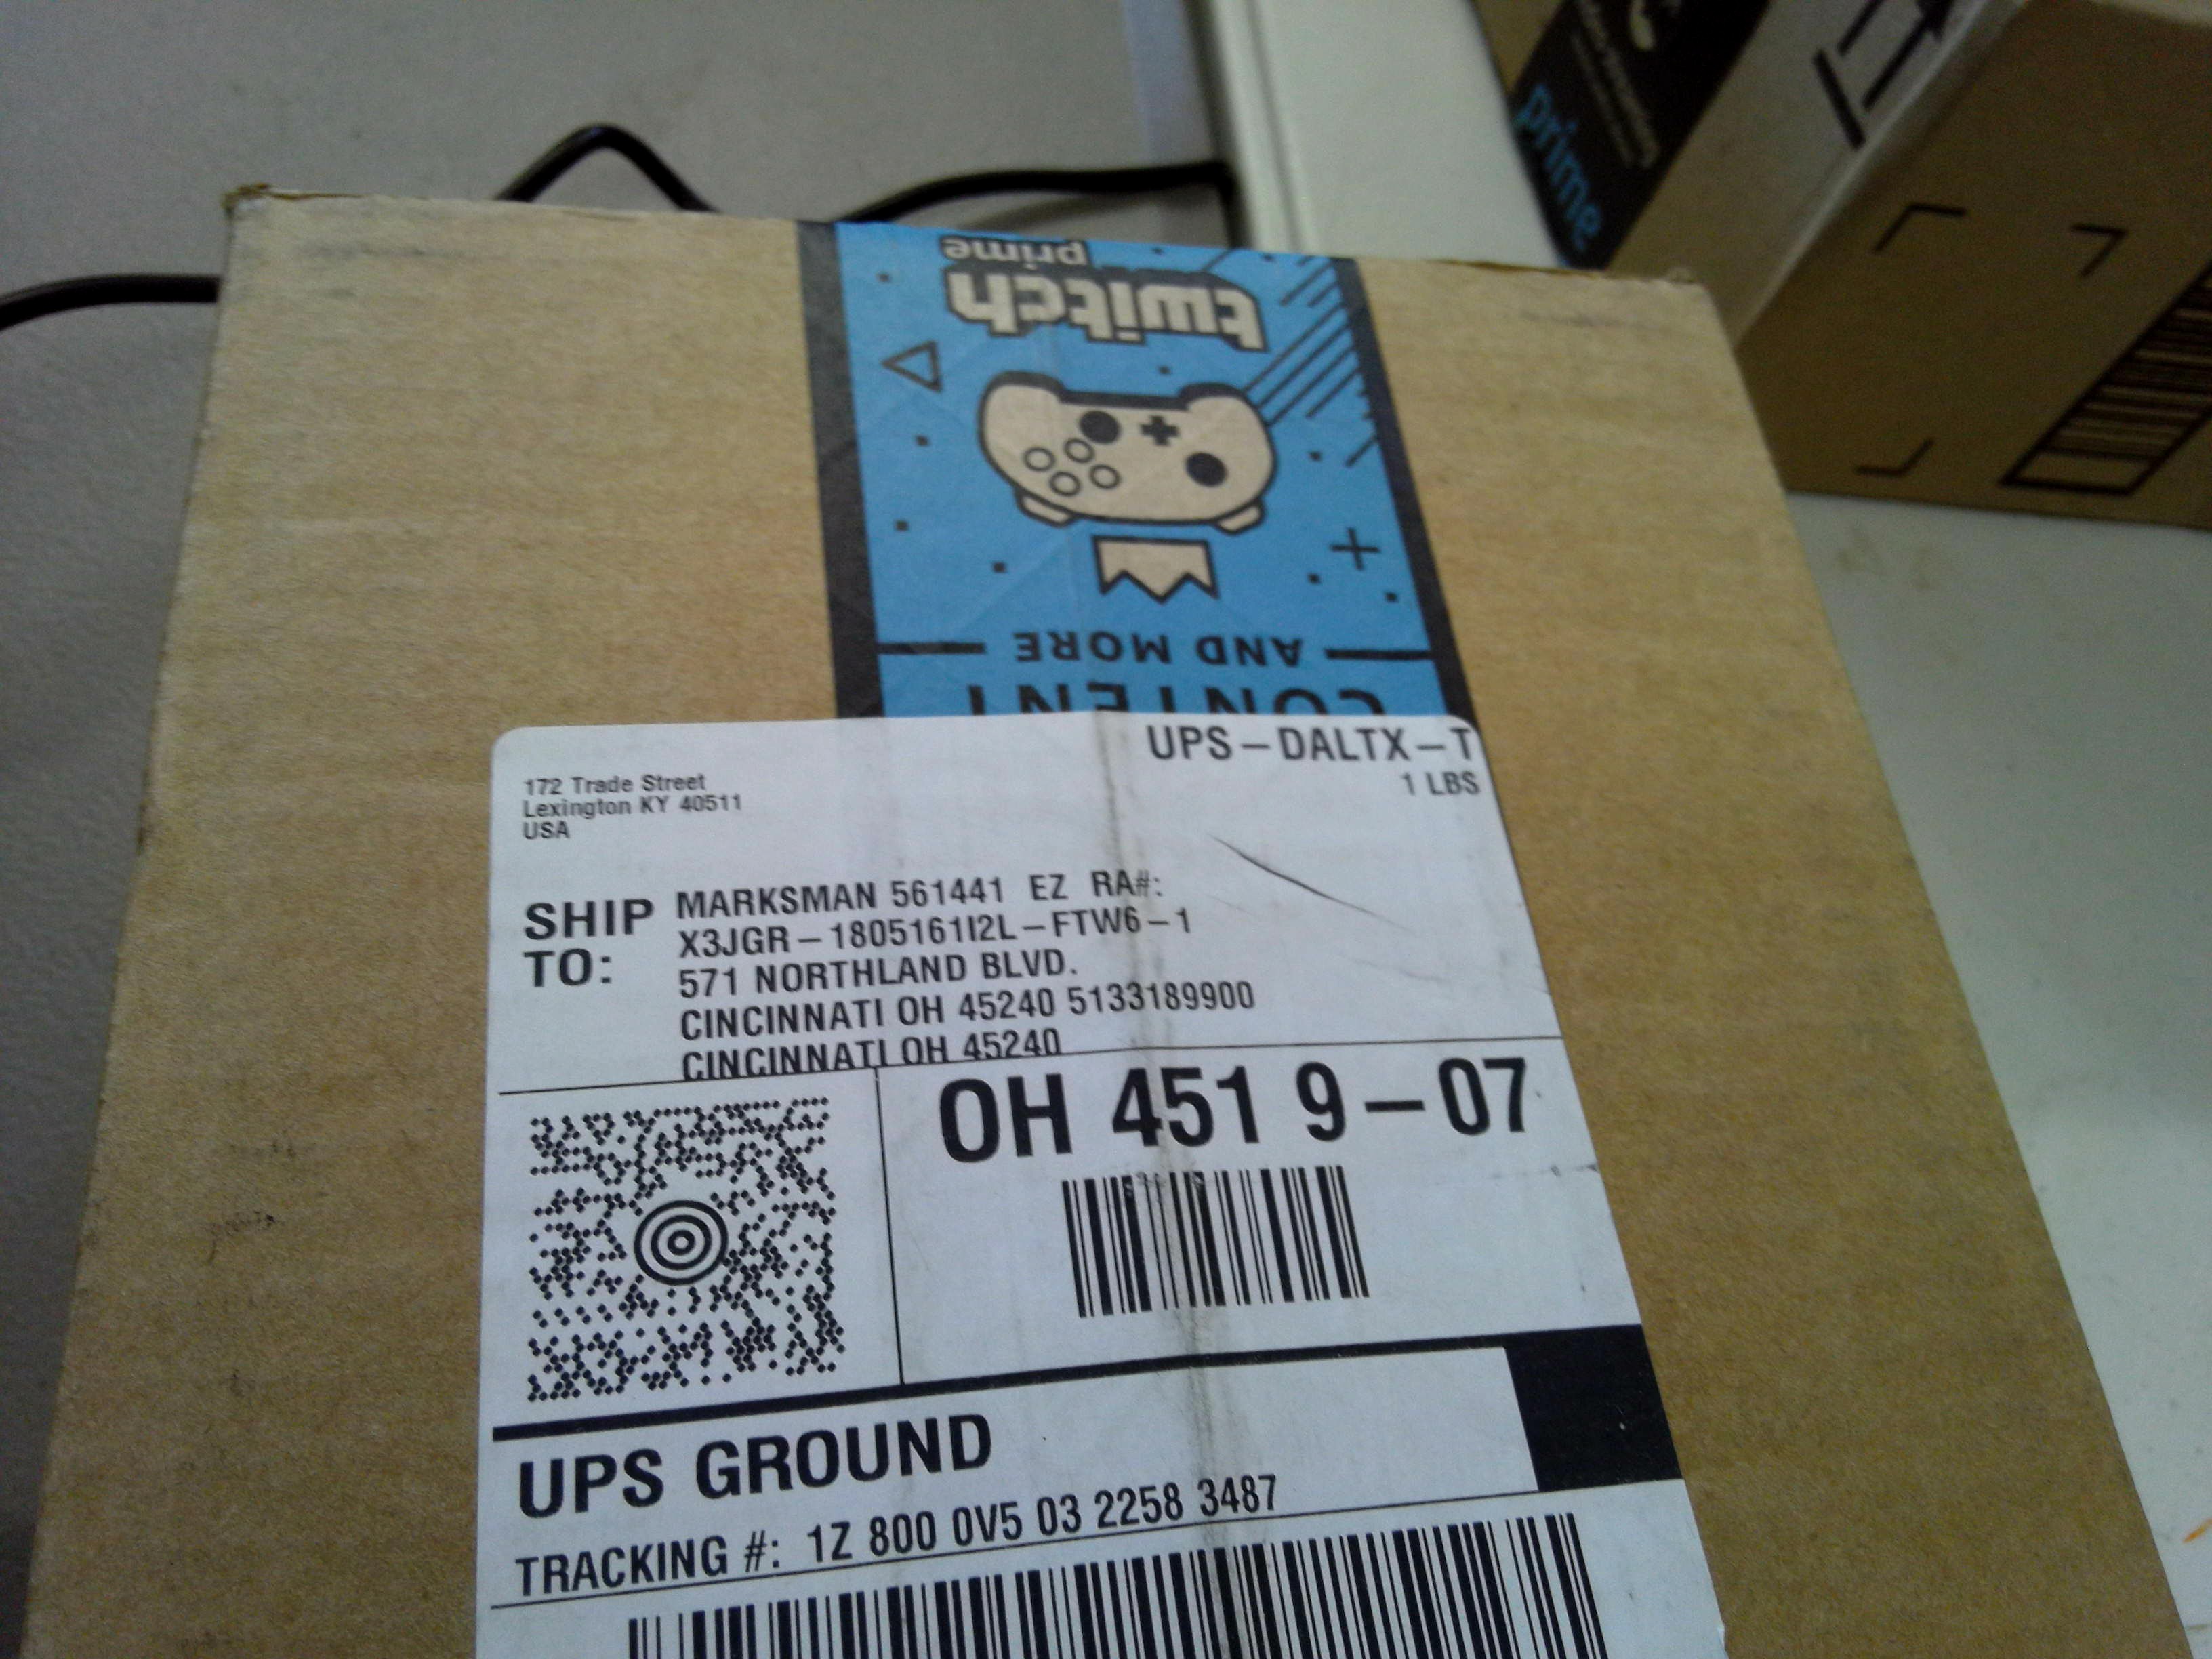 prime
twitch
prime
AND MORE
CONTENT
UPS-DALTX-T
1 LBS
172 Trade Street
Lexington KY 40511
USA
SHIP TO:
MARKSMAN 561441 EZ RA#:
X3JGR-1805161I2L-FTW6-1
571 NORTHLAND BLVD.
CINCINNATI OH 45240 5133189900
CINCINNATI OH 45240
OH 451 9-07
UPS GROUND
TRACKING #: 1Z 800 0V5 03 2258 3487